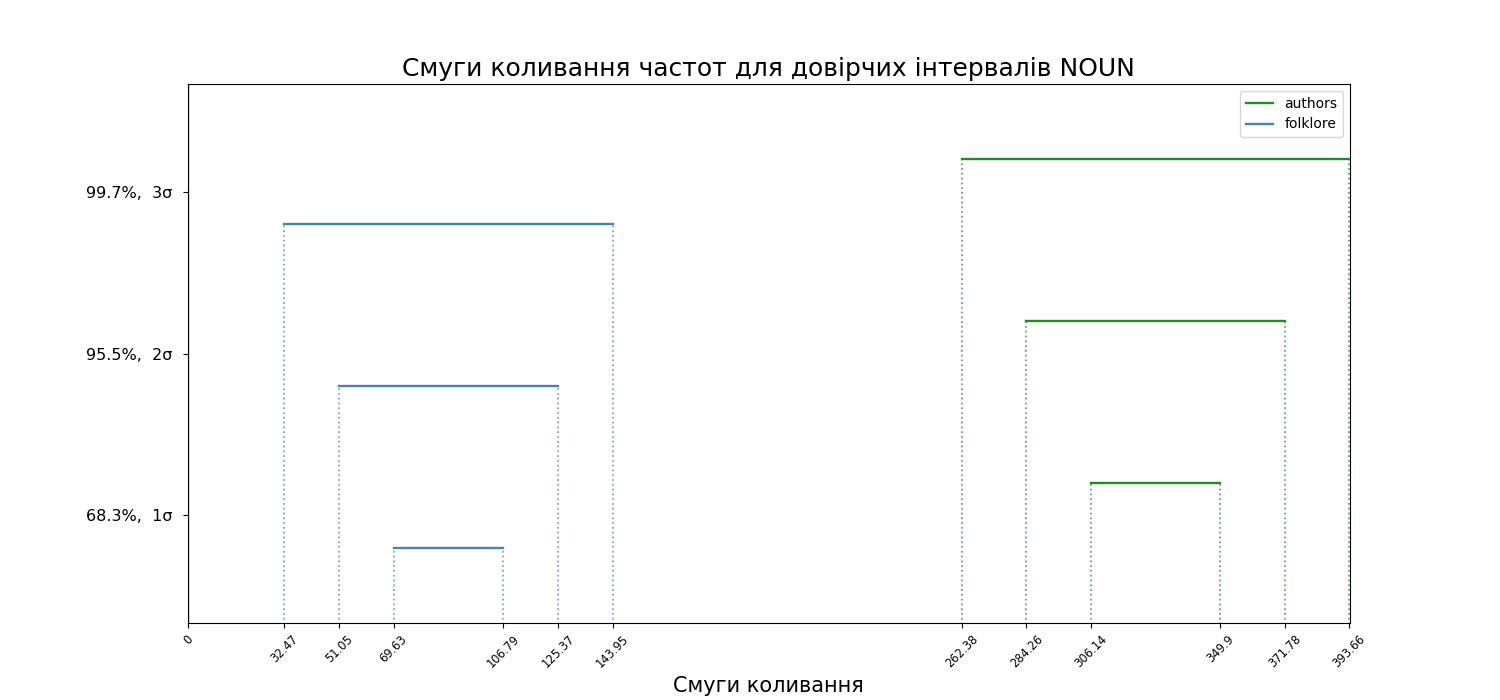 Смуги коливання частот для довірчих інтервалів NOUN
authors
folklore
99.7%, 3σ
95.5%, 2σ
68.3%, 1σ
0 32.47 51.05 69.63 106.79 125.37 143.95 262.38 284.26 306.14 349.9 371.78 393.66
Смуги коливання